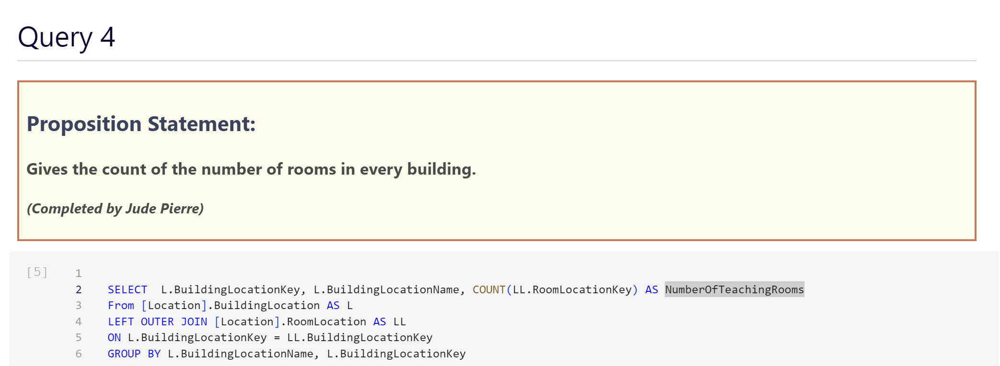 Query 4
Proposition Statement:
Gives the count of the number of rooms in every building.
(Completed by Jude Pierre)
[5]
1
2 SELECT  L.BuildingLocationKey, L.BuildingLocationName, COUNT(LL.RoomLocationKey) AS NumberOfTeachingRooms
3 From [Location].BuildingLocation AS L
4 LEFT OUTER JOIN [Location].RoomLocation AS LL
5 ON L.BuildingLocationKey = LL.BuildingLocationKey
6 GROUP BY L.BuildingLocationName, L.BuildingLocationKey